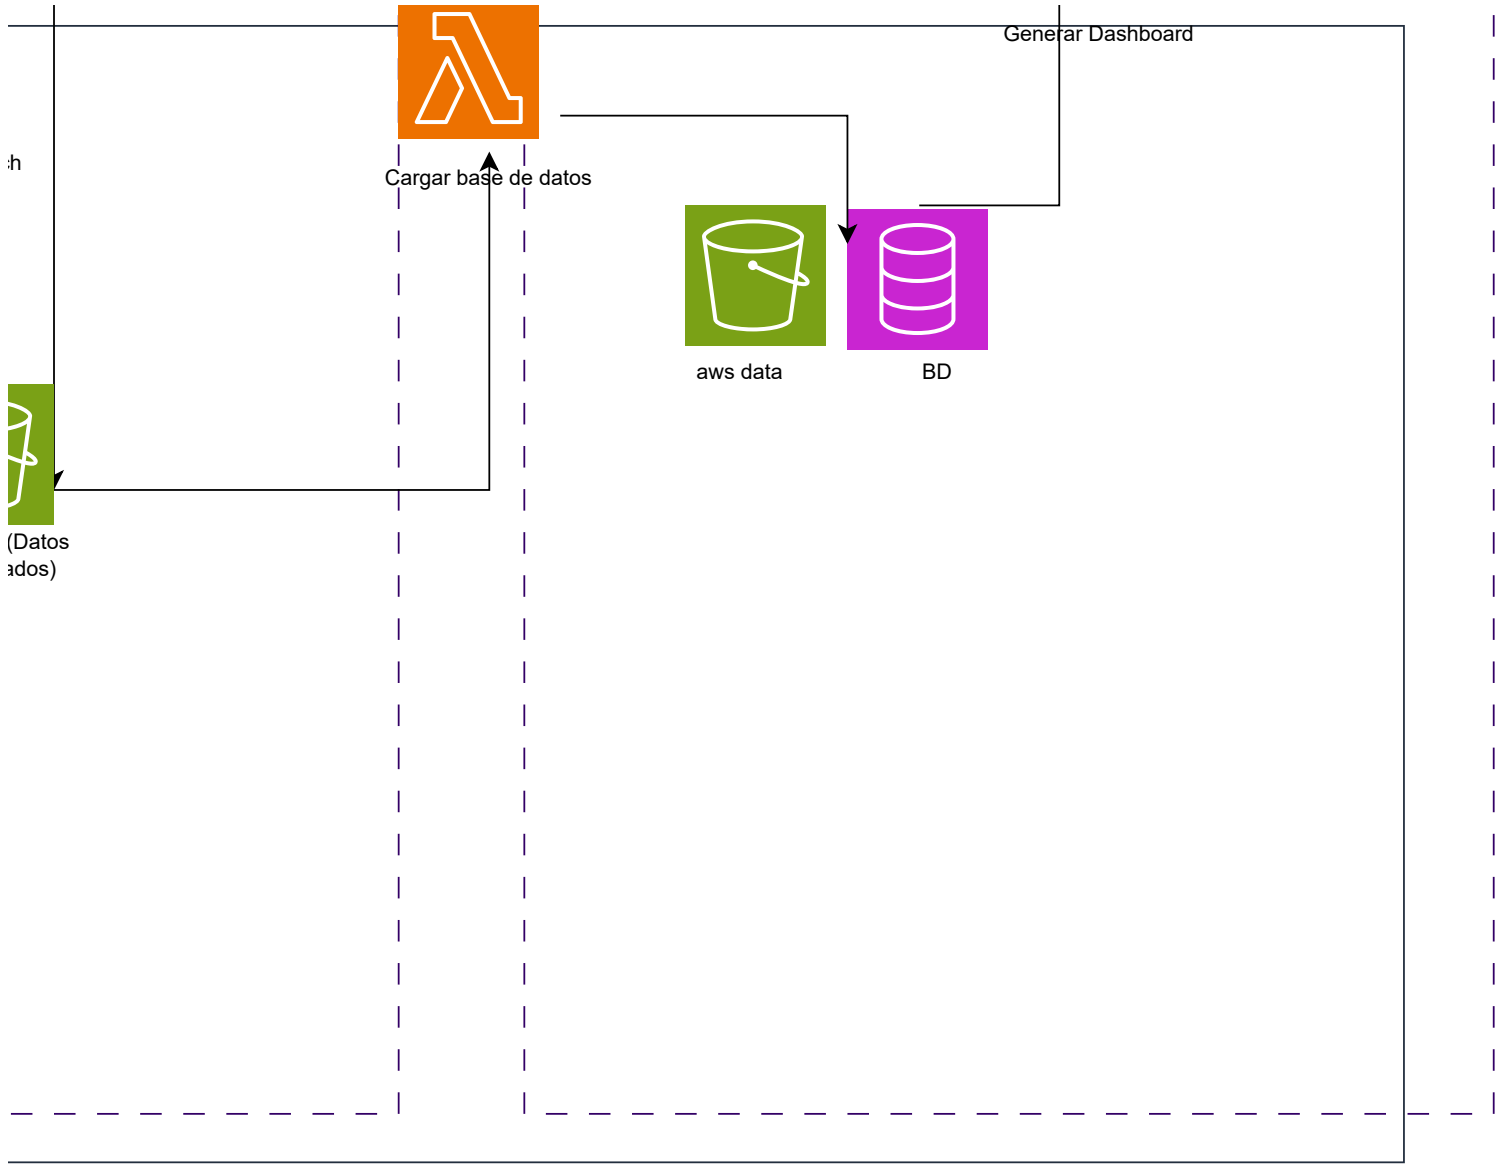 Generar Dashboard
Cargar base de datos
aws data
BD
(Datos